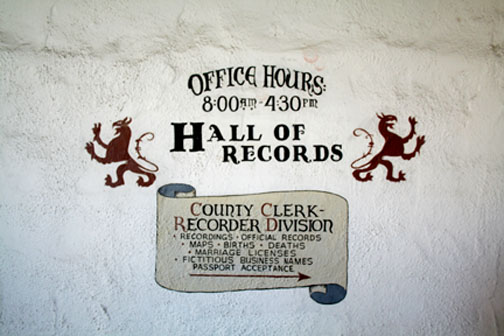 OFFICE HOURS:
8:00AM-4:30PM
HALL OF
RECORDS
COUNTY CLERK-
RECORDER DIVISION
• RECORDINGS • OFFICIAL RECORDS
• MAPS • BIRTHS • DEATHS
• MARRIAGE LICENSES
• FICTITIOUS BUSINESS NAMES
PASSPORT ACCEPTANCE